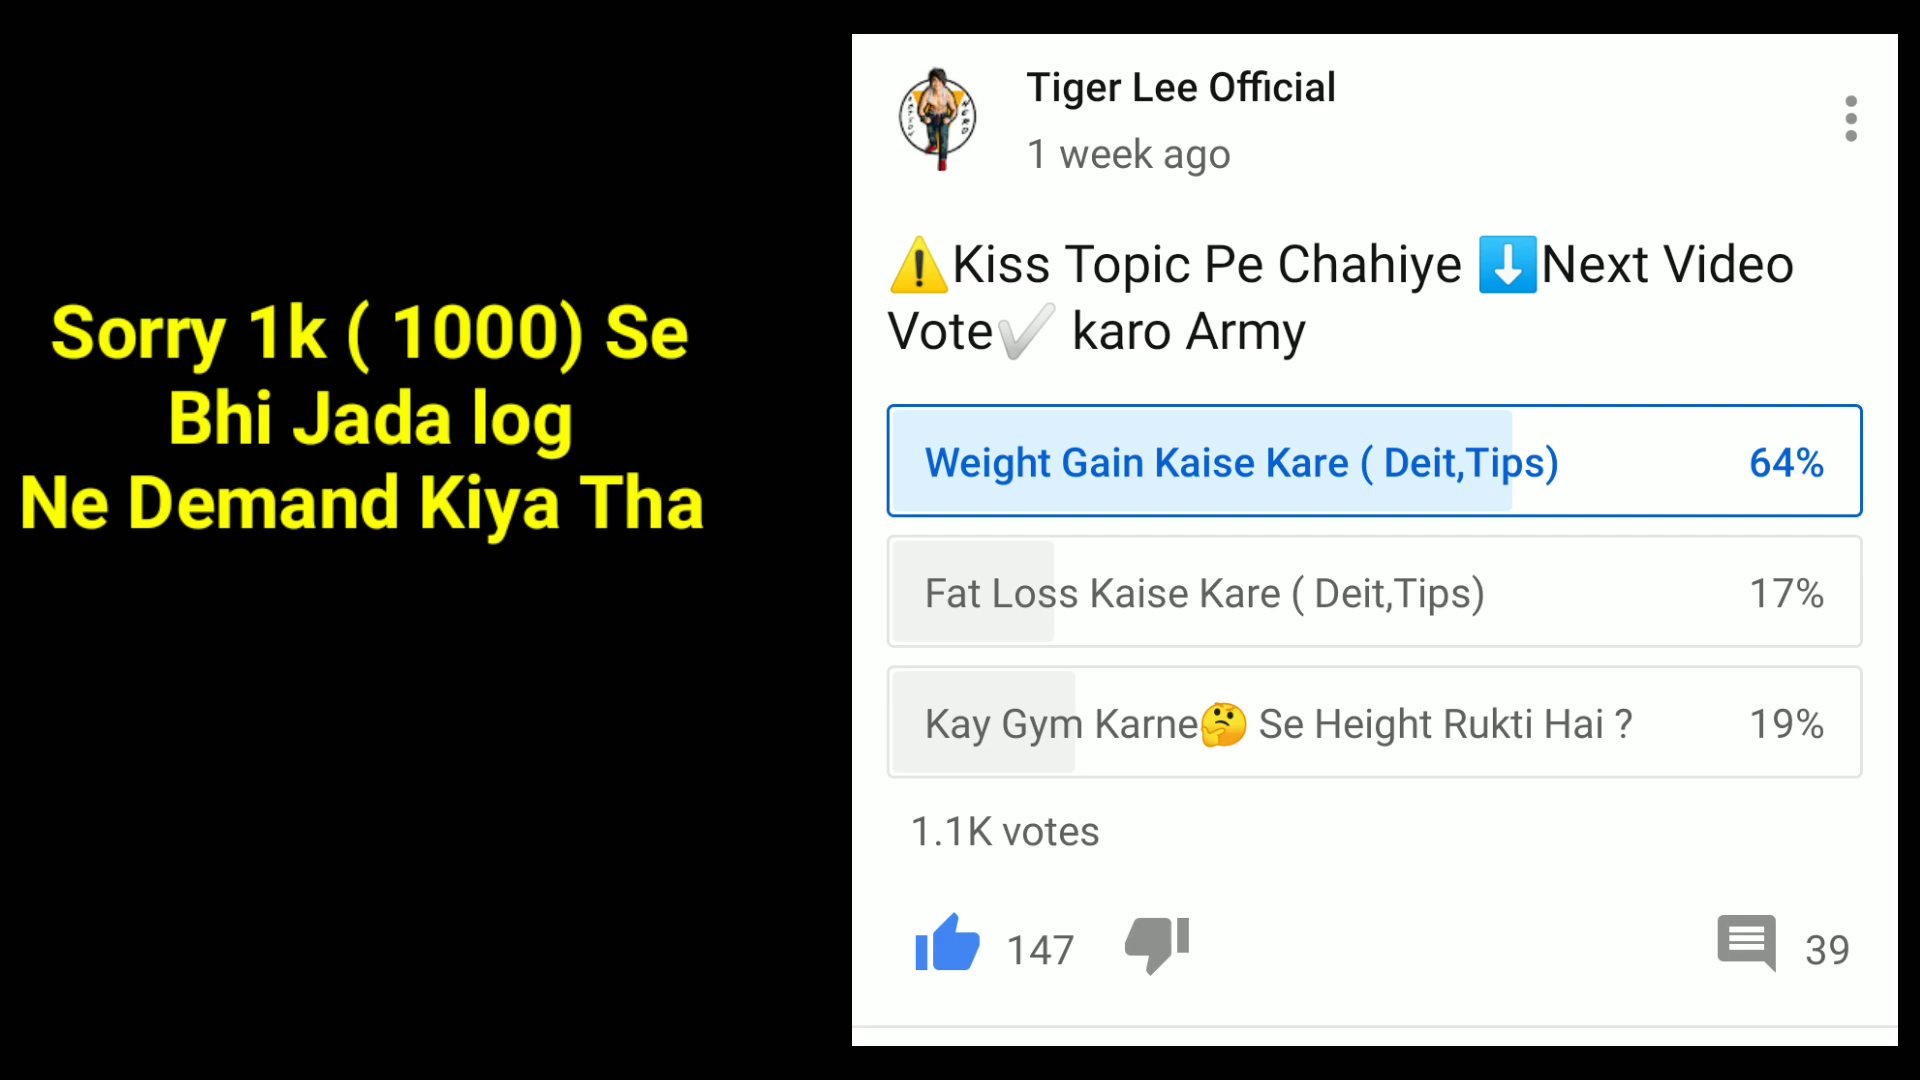 Sorry 1k ( 1000) Se
Bhi Jada log
Ne Demand Kiya Tha
Tiger Lee Official
1 week ago
⚠️Kiss Topic Pe Chahiye ⬇️Next Video
Vote✔️ karo Army
Weight Gain Kaise Kare ( Deit,Tips) 64%
Fat Loss Kaise Kare ( Deit,Tips) 17%
Kay Gym Karne🤔 Se Height Rukti Hai ? 19%
1.1K votes
147
39